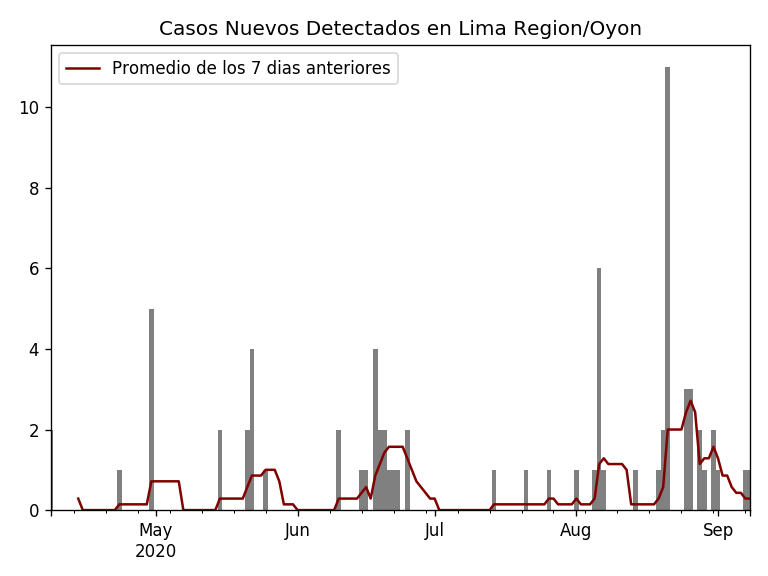 Casos Nuevos Detectados en Lima Region/Oyon
Promedio de los 7 dias anteriores
10
8
6
4
2
0
May
2020
Jun
Jul
Aug
Sep